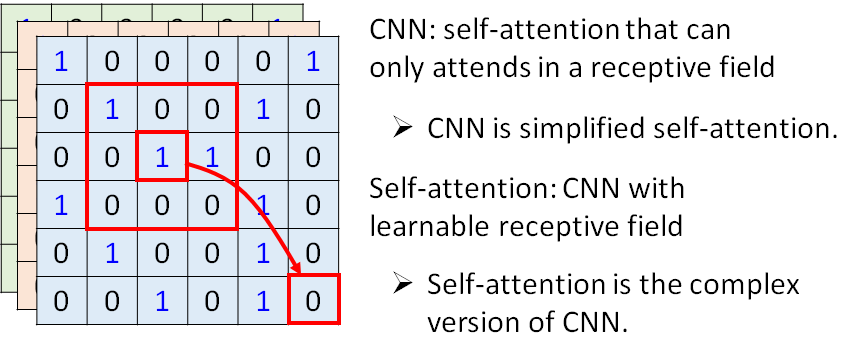 1 0 0 0 0 1
0 1 0 0 1 0
0 0 1 1 0 0
1 0 0 0 1 0
0 1 0 0 1 0
0 0 1 0 1 0
CNN: self-attention that can
only attends in a receptive field
➢ CNN is simplified self-attention.
Self-attention: CNN with
learnable receptive field
➢ Self-attention is the complex
version of CNN.